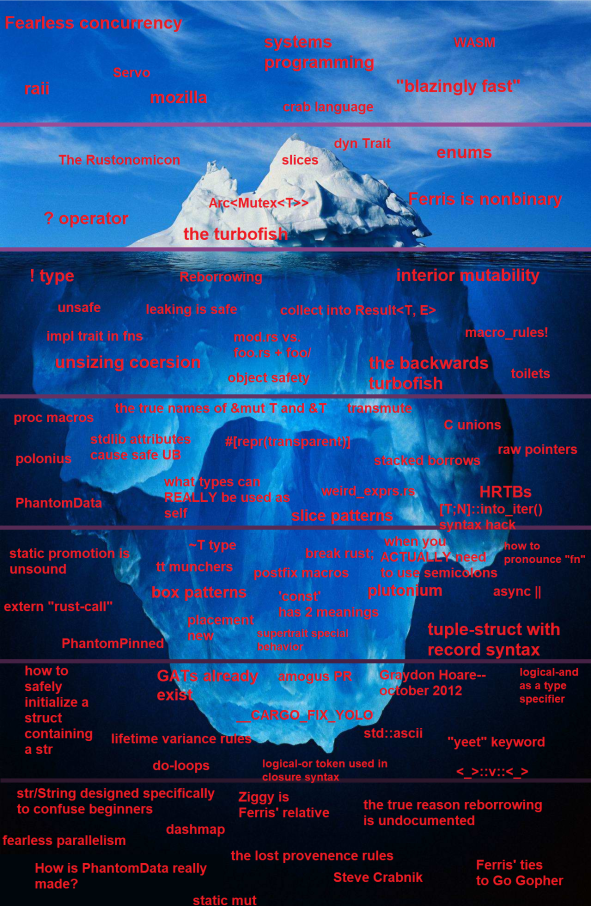 Fearless concurrency
systems
programming
WASM
Servo
raii
mozilla
"blazingly fast"
crab language
dyn Trait
The Rustonomicon
slices
enums
Arc<Mutex<T>>
Ferris is nonbinary
? operator
the turbofish
! type
Reborrowing
interior mutability
unsafe
leaking is safe
collect into Result<T, E>
impl trait in fns
mod.rs vs.
foo.rs + foo/
macro_rules!
unsizing coersion
the backwards
turbofish
object safety
toilets
proc macros
the true names of &mut T and &T
transmute
C unions
stdlib attributes
cause safe UB
#[repr(transparent)]
raw pointers
polonius
stacked borrows
what types can
REALLY be used as
self
weird_exprs.rs
HRTBs
PhantomData
slice patterns
[T;N]::into_iter()
syntax hack
static promotion is
unsound
~T type
break rust;
when you
ACTUALLY need
to use semicolons
how to
pronounce "fn"
tt munchers
postfix macros
box patterns
'const'
has 2 meanings
plutonium
async ||
extern "rust-call"
placement
new
supertrait special
behavior
tuple-struct with
record syntax
PhantomPinned
how to
safely
initialize a
struct
containing
a str
GATs already
exist
amogus PR
Graydon Hoare--
october 2012
logical-and
as a type
specifier
__CARGO_FIX_YOLO
lifetime variance rules
std::ascii
"yeet" keyword
do-loops
logical-or token used in
closure syntax
<_>::v::<_>
str/String designed specifically
to confuse beginners
Ziggy is
Ferris' relative
the true reason reborrowing
is undocumented
dashmap
fearless parallelism
the lost provenence rules
How is PhantomData really
made?
Steve Crabnik
Ferris' ties
to Go Gopher
static mut